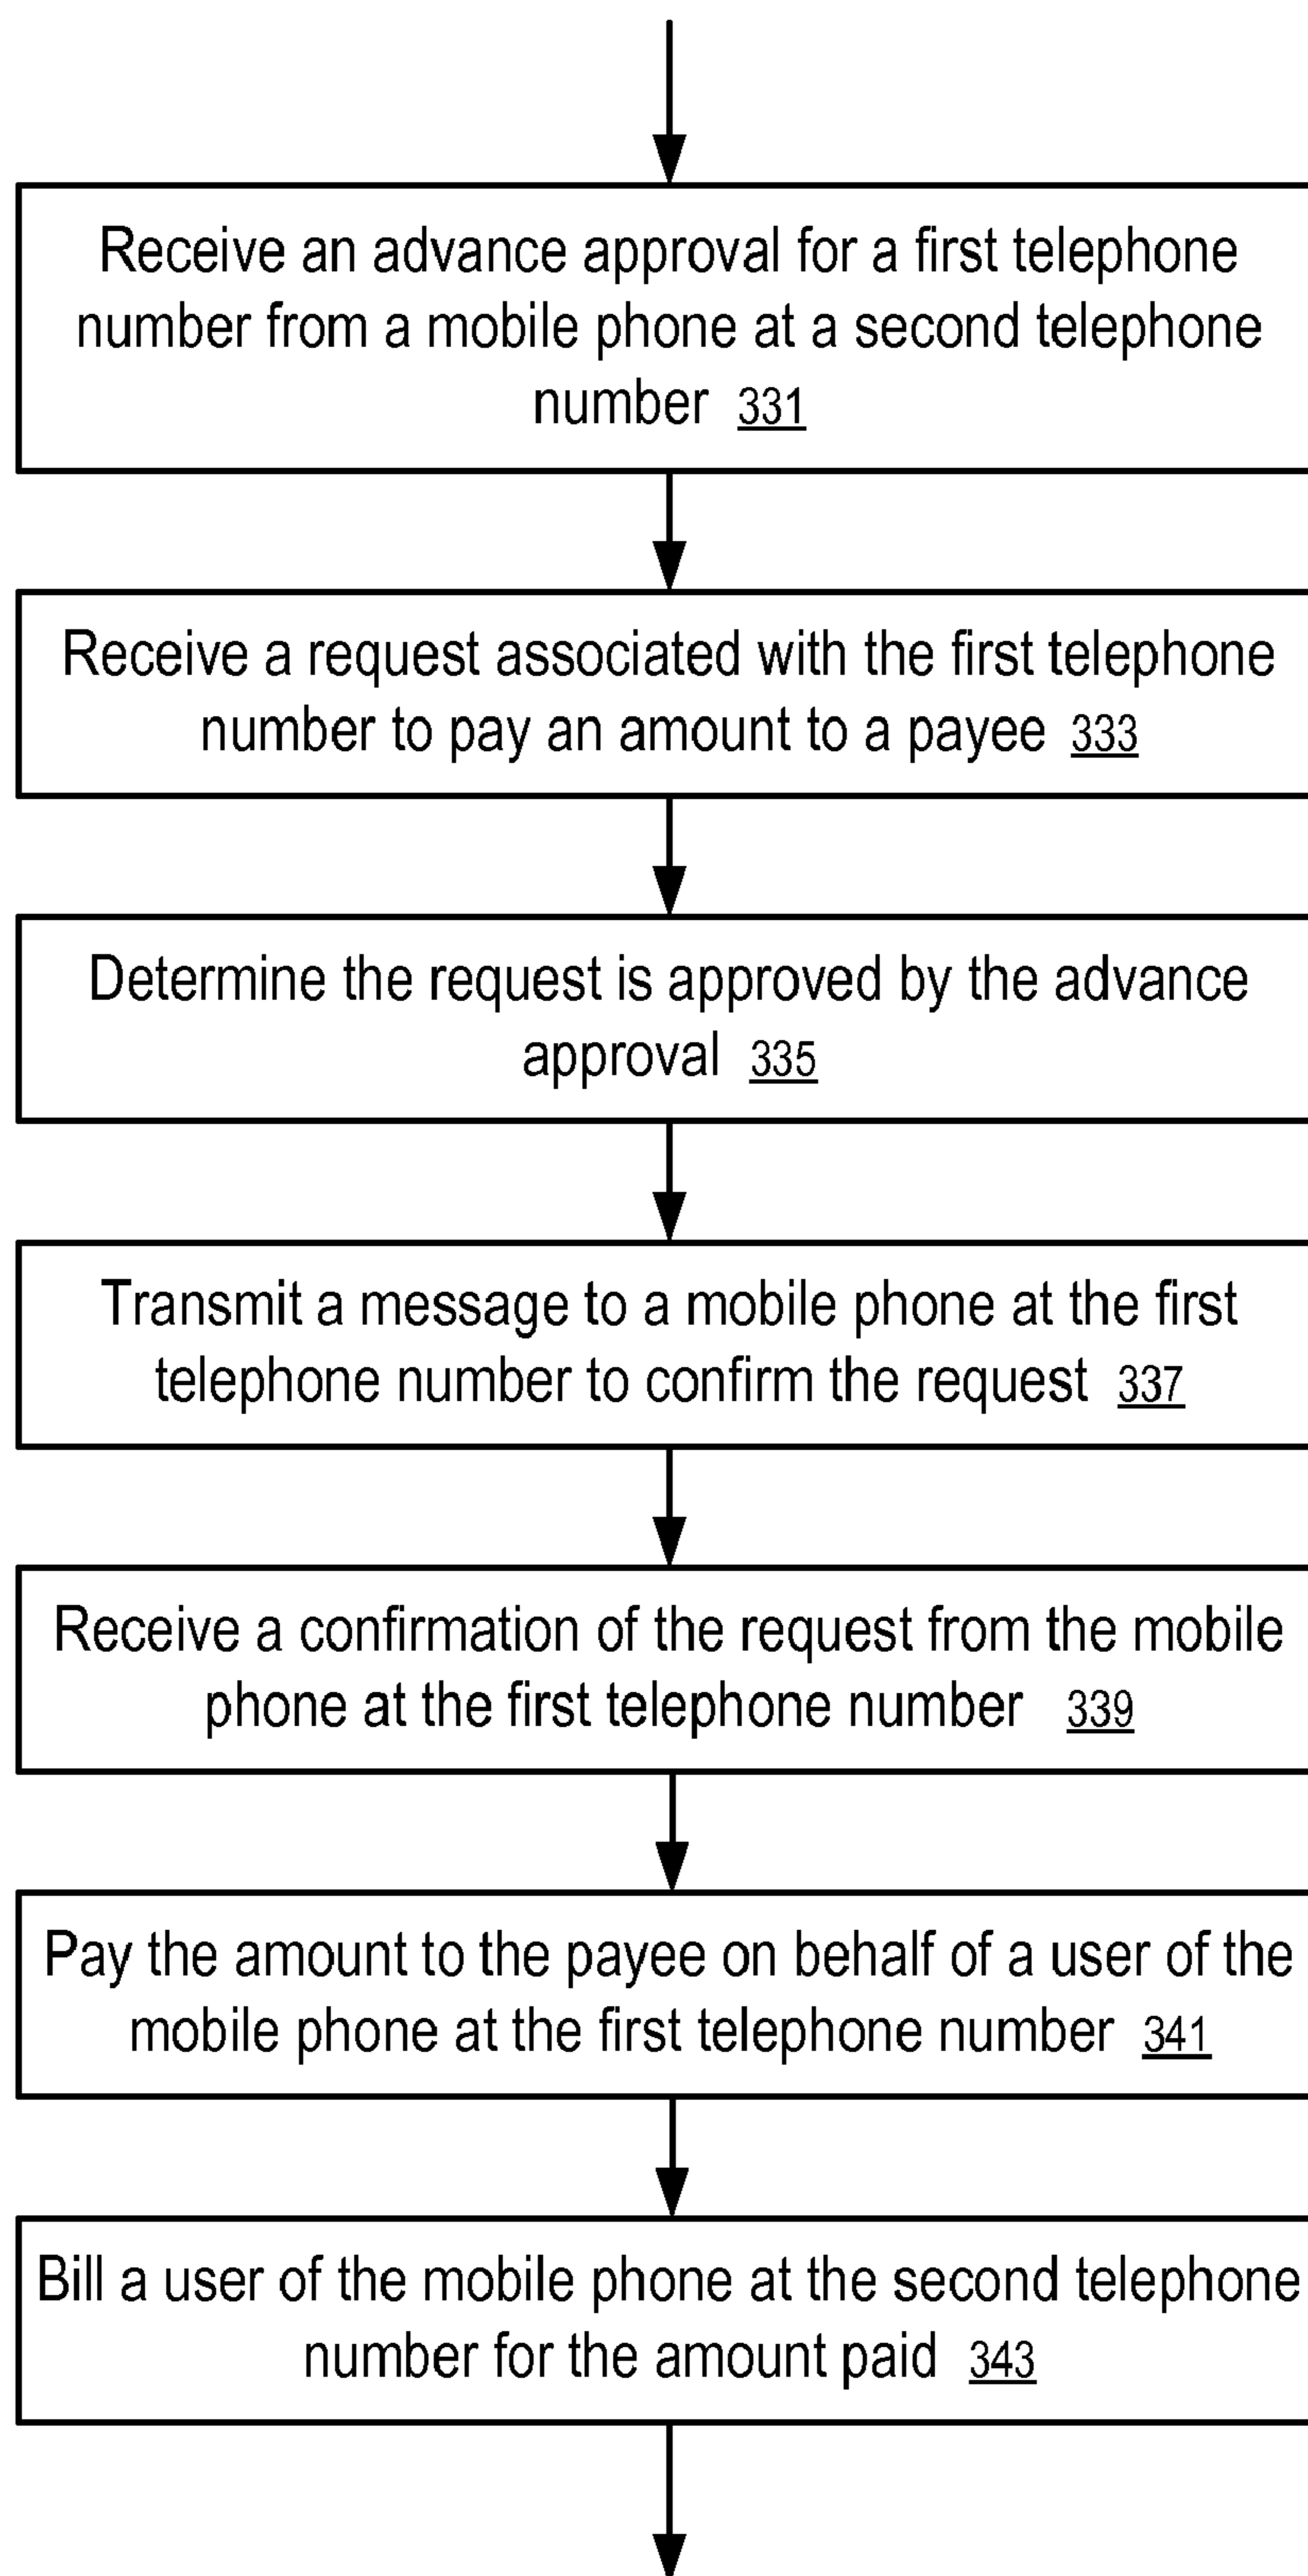 Receive an advance approval for a first telephone
number from a mobile phone at a second telephone
number 331
Receive a request associated with the first telephone
number to pay an amount to a payee 333
Determine the request is approved by the advance
approval 335
Transmit a message to a mobile phone at the first
telephone number to confirm the request 337
Receive a confirmation of the request from the mobile
phone at the first telephone number 339
Pay the amount to the payee on behalf of a user of the
mobile phone at the first telephone number 341
Bill a user of the mobile phone at the second telephone
number for the amount paid 343